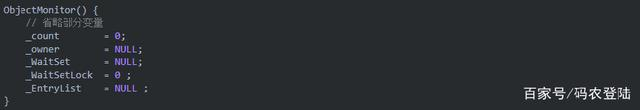 ObjectMonitor() {
    // 省略部分变量
    _count        = 0;
    _owner        = NULL;
    _WaitSet      = NULL;
    _WaitSetLock  = 0 ;
    _EntryList    = NULL ;
}
百家号/码农登陆